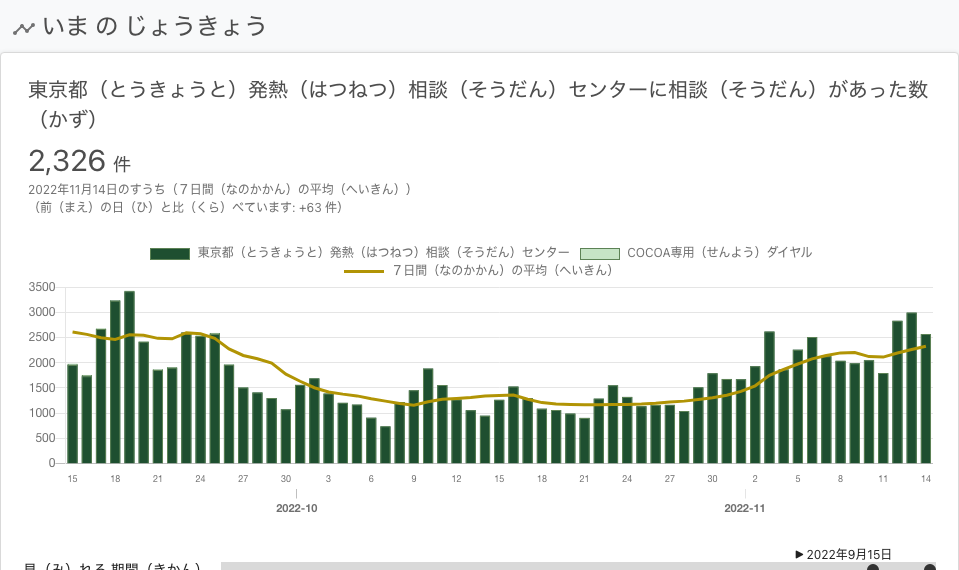 いま の じょうきょう
東京都（とうきょうと）発熱（はつねつ）相談（そうだん）センターに相談（そうだん）があった数
（かず）
2,326 件
2022年11月14日のすうち（７日間（なのかかん）の平均（へいきん））
（前（まえ）の日（ひ）と比（くら）べています: +63 件）
東京都（とうきょうと）発熱（はつねつ）相談（そうだん）センター COCOA専用（せんよう）ダイヤル
７日間（なのかかん）の平均（へいきん）
3500
3000
2500
2000
1500
1000
500
0
15 18 21 24 27 30 3 6 9 12 15 18 21 24 27 30 2 5 8 11 14
2022-10 2022-11
▶ 2022年9月15日
見（み）れる 期間（きかん）